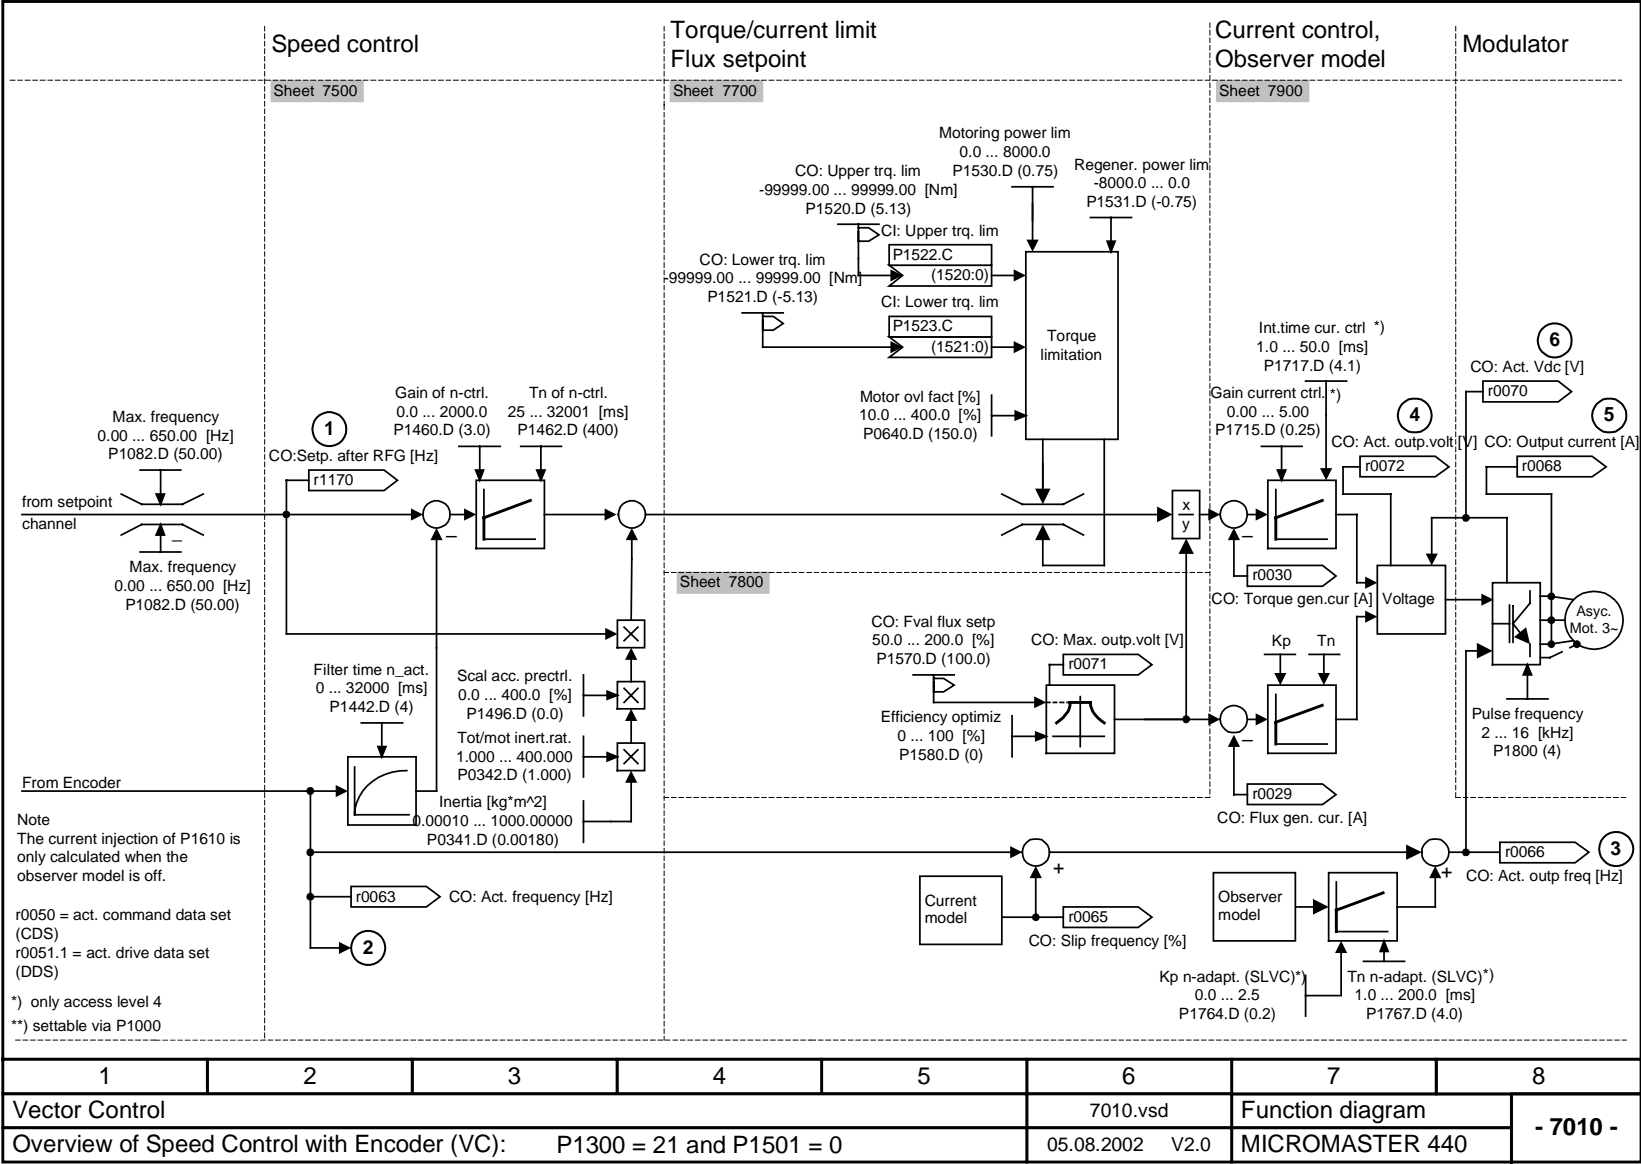 Speed control
Torque/current limit
Flux setpoint
Current control,
Observer model
Modulator
Sheet 7500
Sheet 7700
Sheet 7900
Motoring power lim
0.0 ... 8000.0
P1530.D (0.75)
Regener. power lim
-8000.0 ... 0.0
P1531.D (-0.75)
CO: Upper trq. lim
-99999.00 ... 99999.00 [Nm]
P1520.D (5.13)
CI: Upper trq. lim
P1522.C
(1520:0)
CO: Lower trq. lim
-99999.00 ... 99999.00 [Nm]
P1521.D (-5.13)
CI: Lower trq. lim
P1523.C
(1521:0)
Torque
limitation
Motor ovl fact [%]
10.0 ... 400.0 [%]
P0640.D (150.0)
Int.time cur. ctrl *)
1.0 ... 50.0 [ms]
P1717.D (4.1)
Gain current ctrl. *)
0.00 ... 5.00
P1715.D (0.25)
6
CO: Act. Vdc [V]
r0070
4
CO: Act. outp.volt [V]
r0072
5
CO: Output current [A]
r0068
Max. frequency
0.00 ... 650.00 [Hz]
P1082.D (50.00)
1
CO:Setp. after RFG [Hz]
r1170
Gain of n-ctrl.
0.0 ... 2000.0
P1460.D (3.0)
Tn of n-ctrl.
25 ... 32001 [ms]
P1462.D (400)
from setpoint
channel
–
–
x
y
–
Max. frequency
0.00 ... 650.00 [Hz]
P1082.D (50.00)
r0030
CO: Torque gen.cur [A]
Voltage
Asyc.
Mot. 3~
Sheet 7800
CO: Fval flux setp
50.0 ... 200.0 [%]
P1570.D (100.0)
CO: Max. outp.volt [V]
r0071
Efficiency optimiz
0 ... 100 [%]
P1580.D (0)
Kp
Tn
–
r0029
CO: Flux gen. cur. [A]
Pulse frequency
2 ... 16 [kHz]
P1800 (4)
Filter time n_act.
0 ... 32000 [ms]
P1442.D (4)
Scal acc. prectrl.
0.0 ... 400.0 [%]
P1496.D (0.0)
Tot/mot inert.rat.
1.000 ... 400.000
P0342.D (1.000)
Inertia [kg*m^2]
0.00010 ... 1000.00000
P0341.D (0.00180)
From Encoder
Note
The current injection of P1610 is
only calculated when the
observer model is off.
r0050 = act. command data set
(CDS)
r0051.1 = act. drive data set
(DDS)
*) only access level 4
**) settable via P1000
r0063
CO: Act. frequency [Hz]
2
+
Current
model
r0065
CO: Slip frequency [%]
Observer
model
+
r0066
3
CO: Act. outp freq [Hz]
Kp n-adapt. (SLVC)*)
0.0 ... 2.5
P1764.D (0.2)
Tn n-adapt. (SLVC)*)
1.0 ... 200.0 [ms]
P1767.D (4.0)
1 2 3 4 5 6 7 8
Vector Control
7010.vsd
Function diagram
- 7010 -
Overview of Speed Control with Encoder (VC): P1300 = 21 and P1501 = 0
05.08.2002 V2.0
MICROMASTER 440